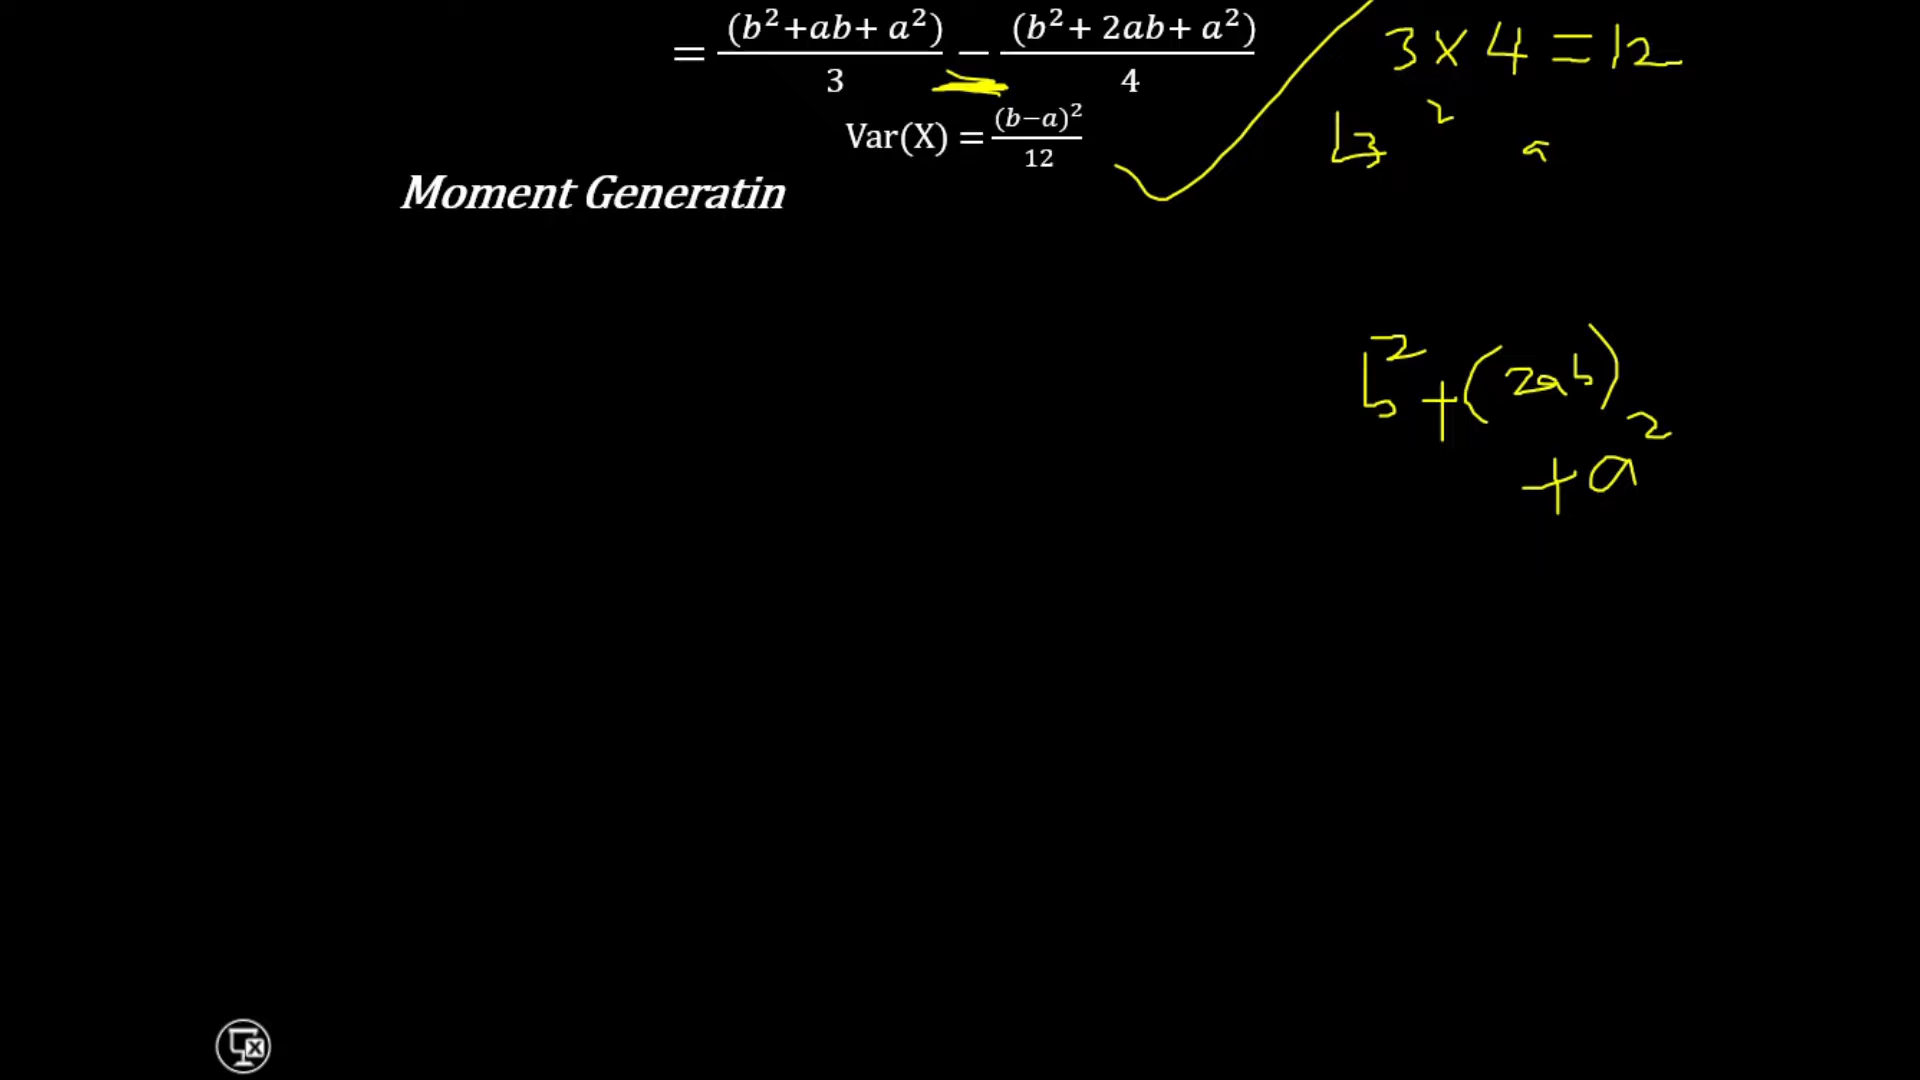 = (b²+ab+ a²)/3 − (b²+ 2ab+ a²)/4
3 × 4 = 12
Var(X) = (b−a)²/12
b² a
Moment Generatin
b² + (2ab)
+ a²